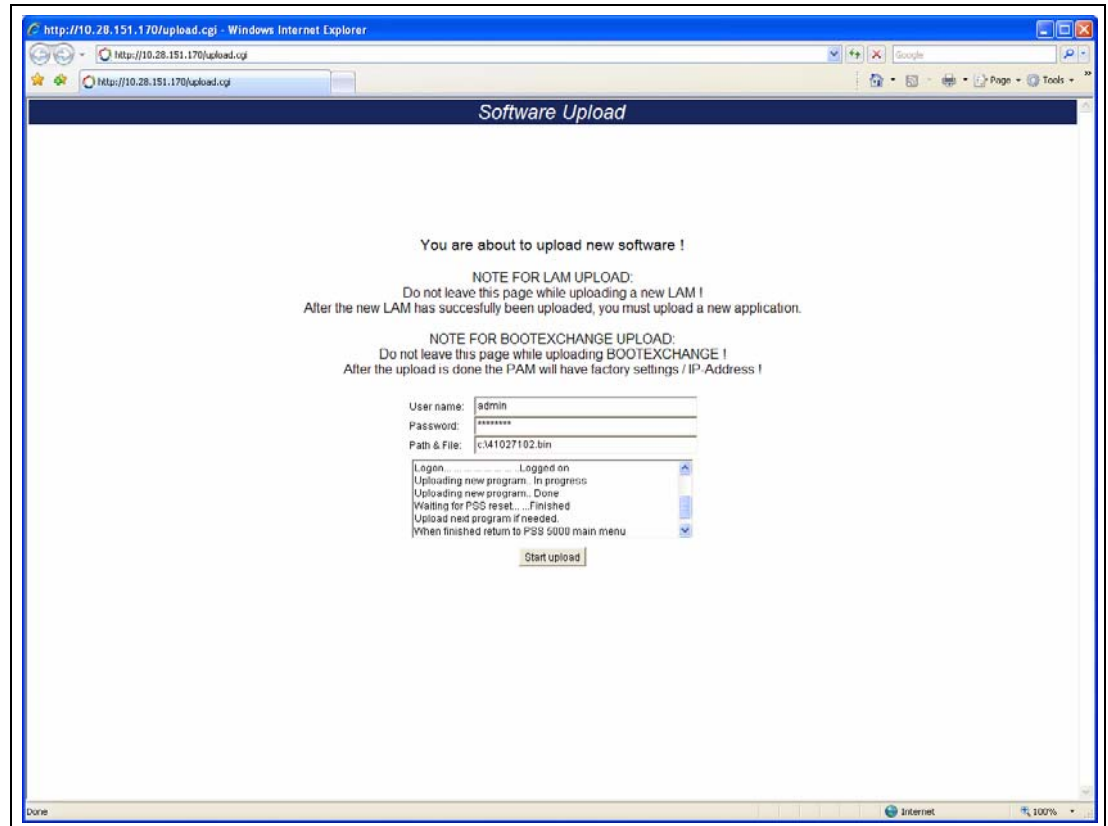 http://10.28.151.170/upload.cgi - Windows Internet Explorer
http://10.28.151.170/upload.cgi
Google
http://10.28.151.170/upload.cgi
Page
Tools
Software Upload
You are about to upload new software !
NOTE FOR LAM UPLOAD:
Do not leave this page while uploading a new LAM !
After the new LAM has succesfully been uploaded, you must upload a new application.
NOTE FOR BOOTEXCHANGE UPLOAD:
Do not leave this page while uploading BOOTEXCHANGE !
After the upload is done the PAM will have factory settings / IP-Address !
User name: admin
Password: ********
Path & File: c:\41027102.bin
Logon... ... ... ... ... ... ...Logged on
Uploading new program.. In progress
Uploading new program.. Done
Waiting for PSS reset... ...Finished
Upload next program if needed.
When finished return to PSS 5000 main menu
Start upload
Done
Internet
100%